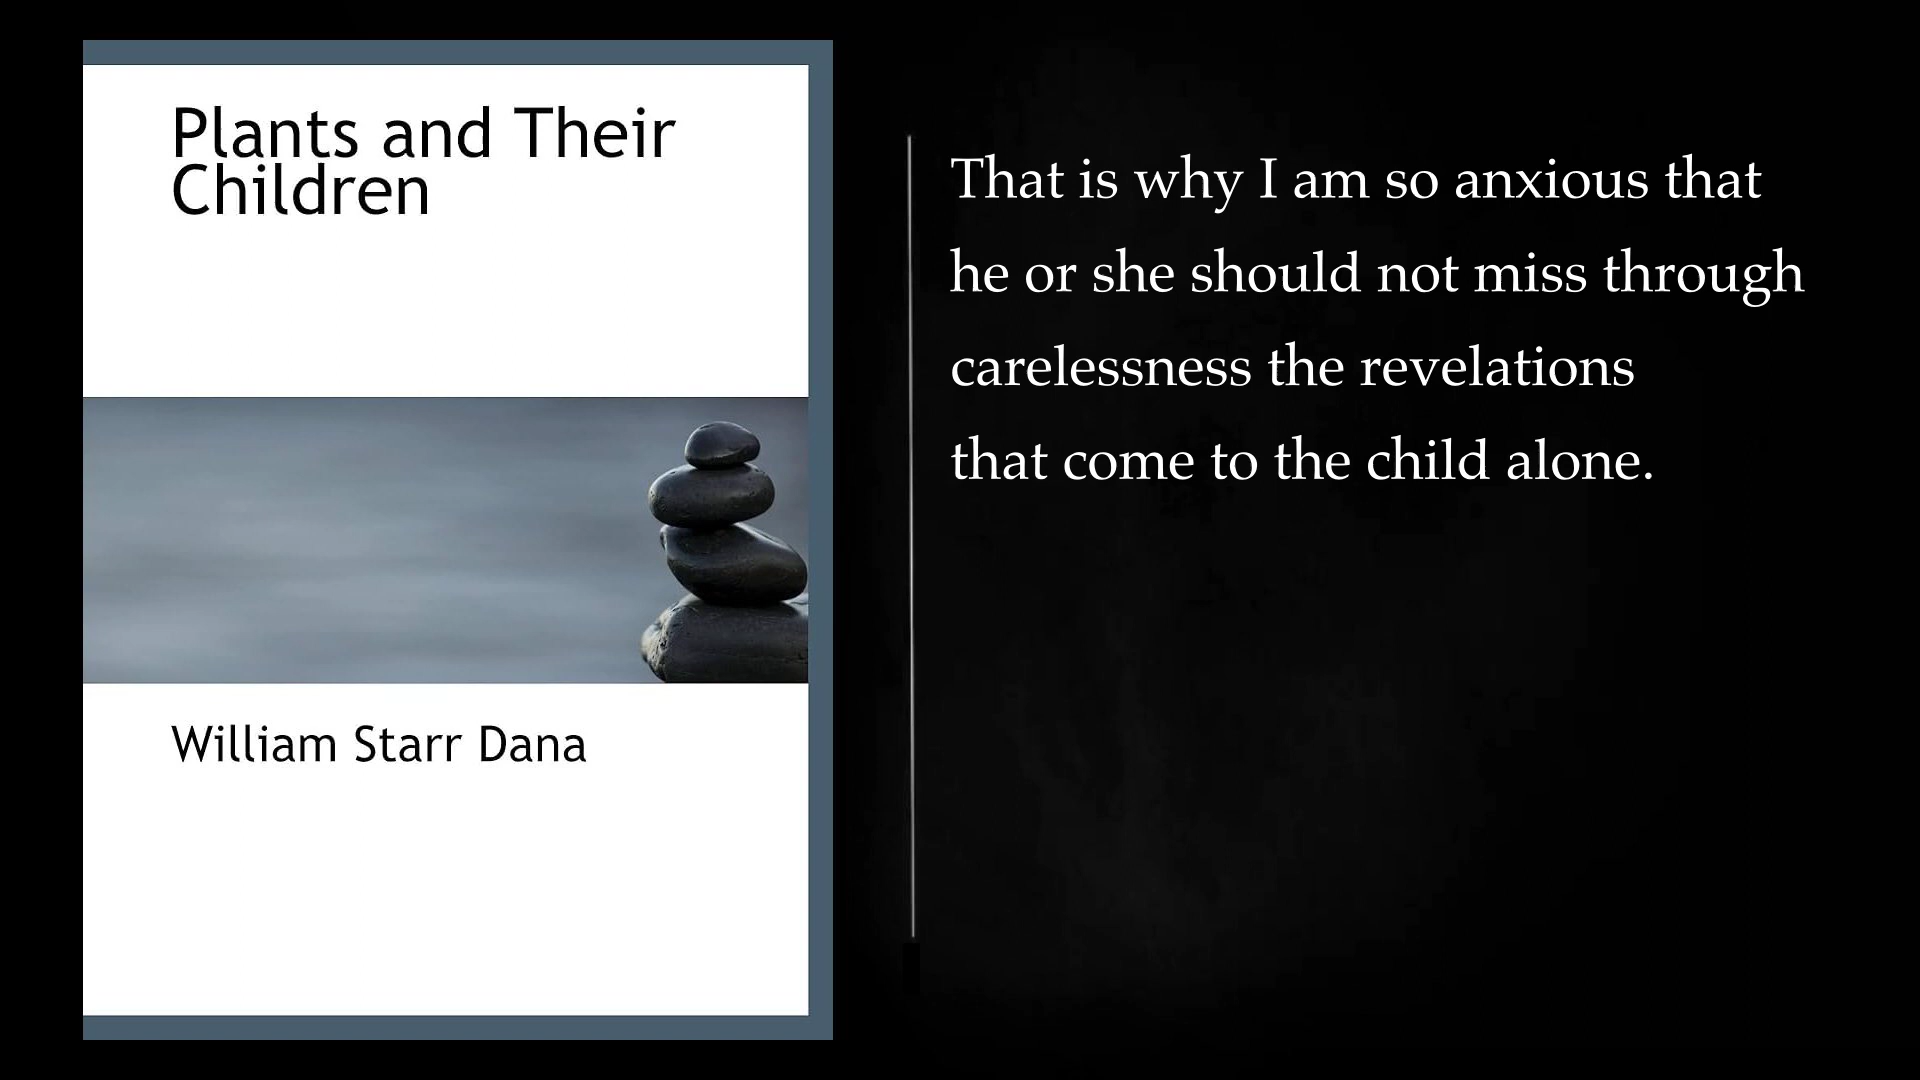 Plants and Their
Children
William Starr Dana
That is why I am so anxious that
he or she should not miss through
carelessness the revelations
that come to the child alone.